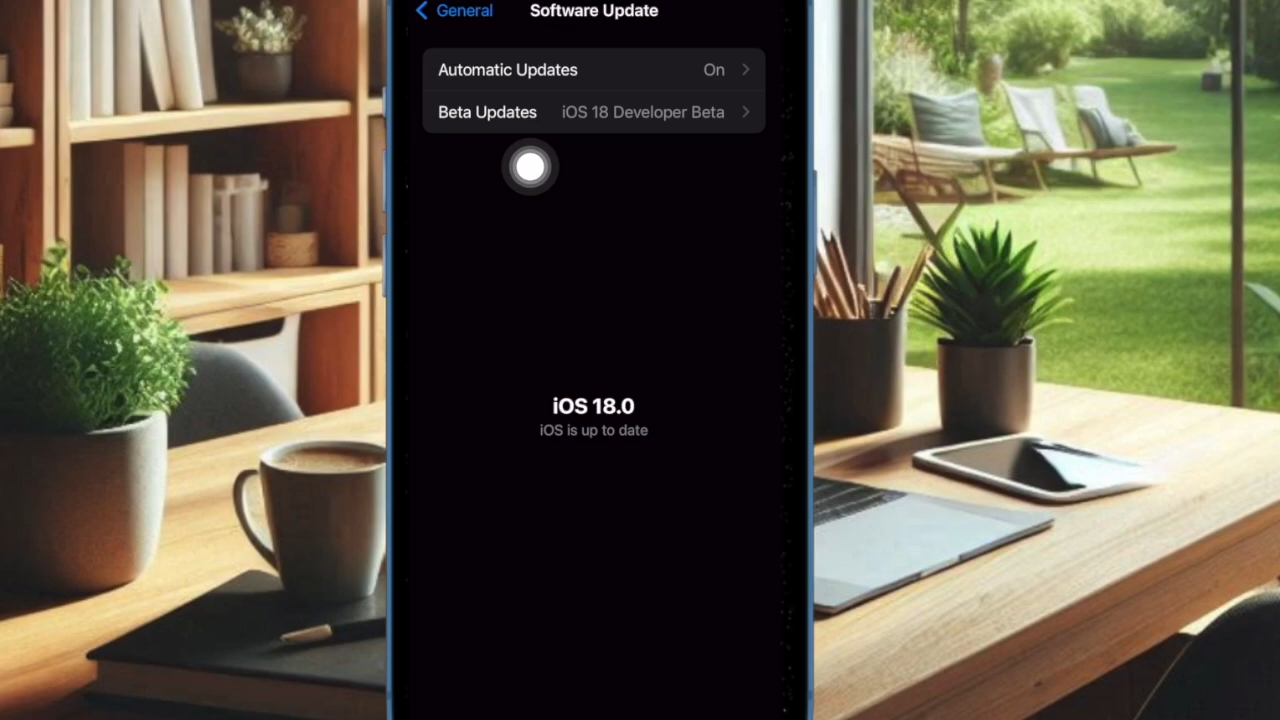 General
Software Update
Automatic Updates On
Beta Updates iOS 18 Developer Beta
iOS 18.0
iOS is up to date